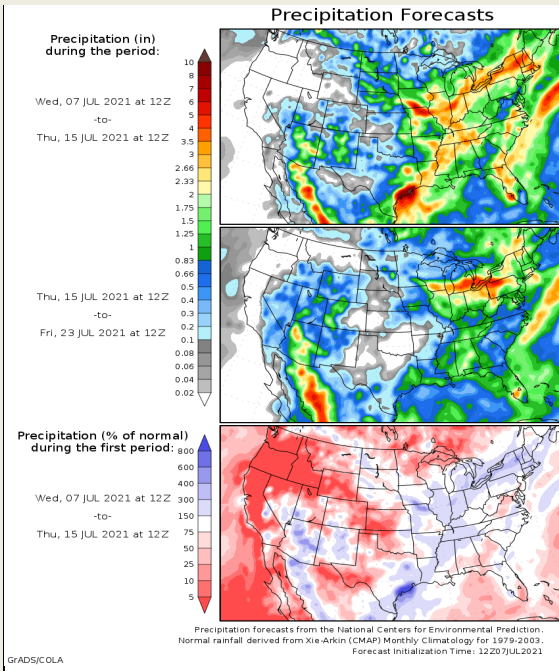 Precipitation Forecasts
Precipitation (in)
during the period:
Wed, 07 JUL 2021 at 12Z
-to-
Thu, 15 JUL 2021 at 12Z
10
8
7
6
5
4
3.5
3
2.66
2.33
2
1.75
1.5
1.25
1
0.83
0.66
0.5
0.4
0.3
0.2
0.1
0.08
0.06
0.04
0.02
Thu, 15 JUL 2021 at 12Z
-to-
Fri, 23 JUL 2021 at 12Z
Precipitation (% of normal)
during the first period:
Wed, 07 JUL 2021 at 12Z
-to-
Thu, 15 JUL 2021 at 12Z
800
600
400
300
150
75
50
25
10
5
Precipitation forecasts from the National Centers for Environmental Prediction.
Normal rainfall derived from Xie-Arkin (CMAP) Monthly Climatology for 1979-2003.
Forecast Initialization Time: 12Z07JUL2021
GrADS/COLA